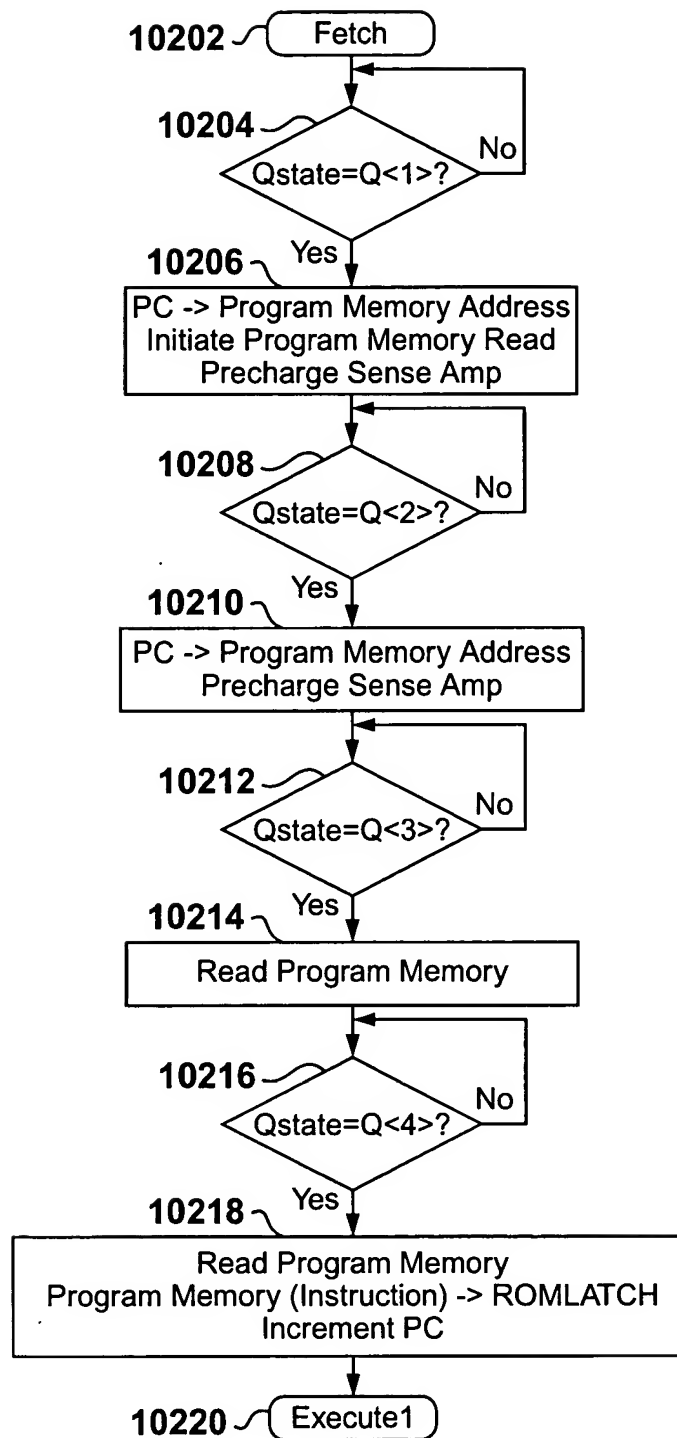 10202
Fetch
10204
Qstate=Q<1>?
No
Yes
10206
PC -> Program Memory Address
Initiate Program Memory Read
Precharge Sense Amp
10208
Qstate=Q<2>?
No
Yes
10210
PC -> Program Memory Address
Precharge Sense Amp
10212
Qstate=Q<3>?
No
Yes
10214
Read Program Memory
10216
Qstate=Q<4>?
No
Yes
10218
Read Program Memory
Program Memory (Instruction) -> ROMLATCH
Increment PC
10220
Execute1